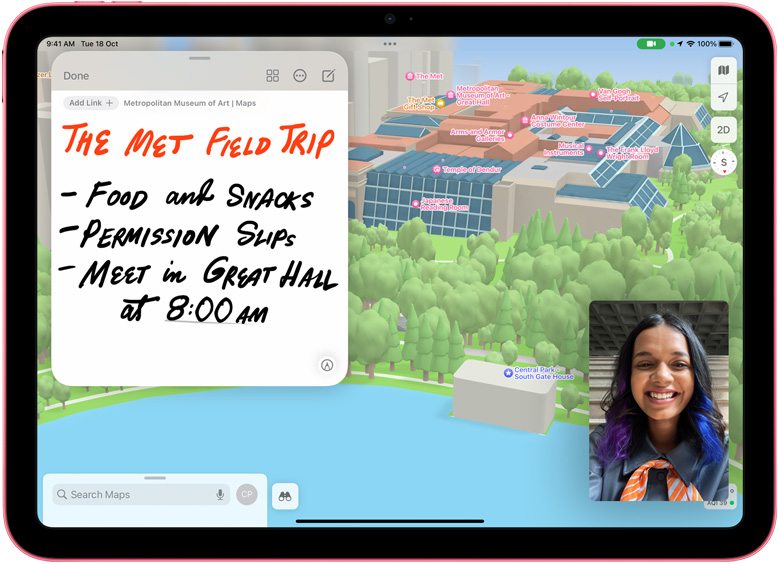 9:41 AM Tue 18 Oct
100%
Done
Add Link +
Metropolitan Museum of Art | Maps
THE MET FIELD TRIP
- FOOD and SNACKS
- PERMISSION SLIPS
- MEET in GREAT HALL
at 8:00 AM
The Met
Metropolitan
Museum of Art -
Great Hall
The Met
Gift Shop
Van Gogh
Self-Portrait
Anna Wintour
Costume Center
Arms and Armor
Galleries
Musical
Instruments
The Frank Lloyd
Wright Room
Temple of Dendur
Japanese
Reading Room
2D
S
Central Park -
South Gate House
Search Maps
CP
AQI 39